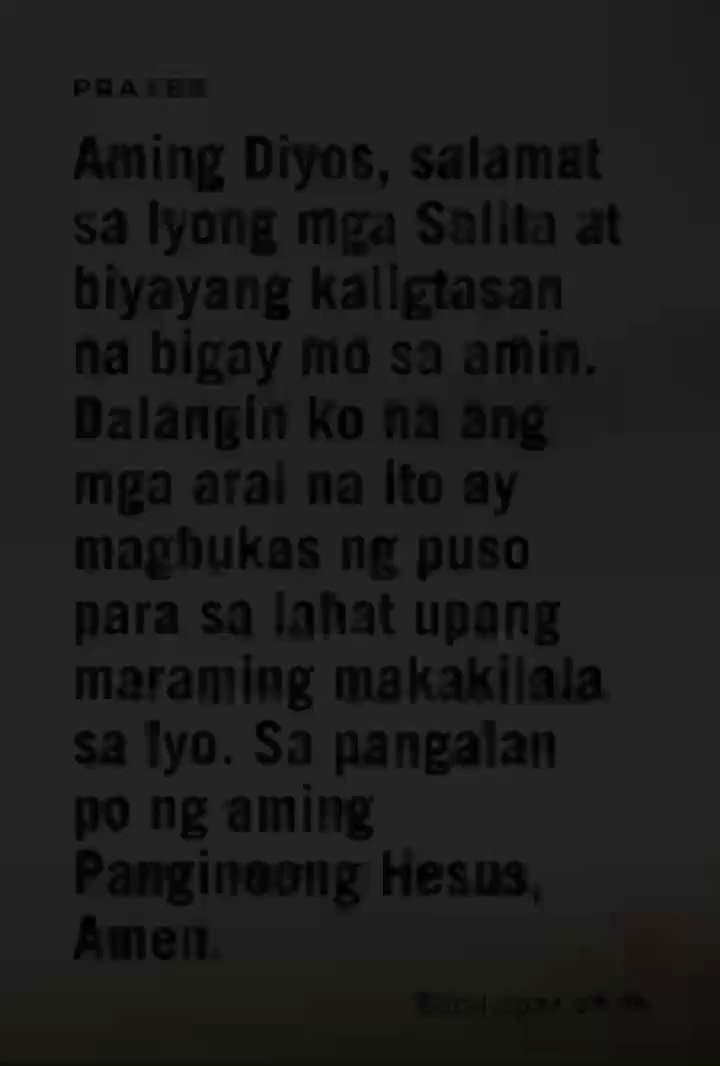 PRAYER
Aming Diyos, salamat
sa Iyong mga Salita at
biyayang kaligtasan
na bigay mo sa amin.
Dalangin ko na ang
mga aral na ito ay
magbukas ng puso
para sa lahat upang
maraming makakilala
sa Iyo. Sa pangalan
po ng aming
Panginoong Hesus,
Amen.